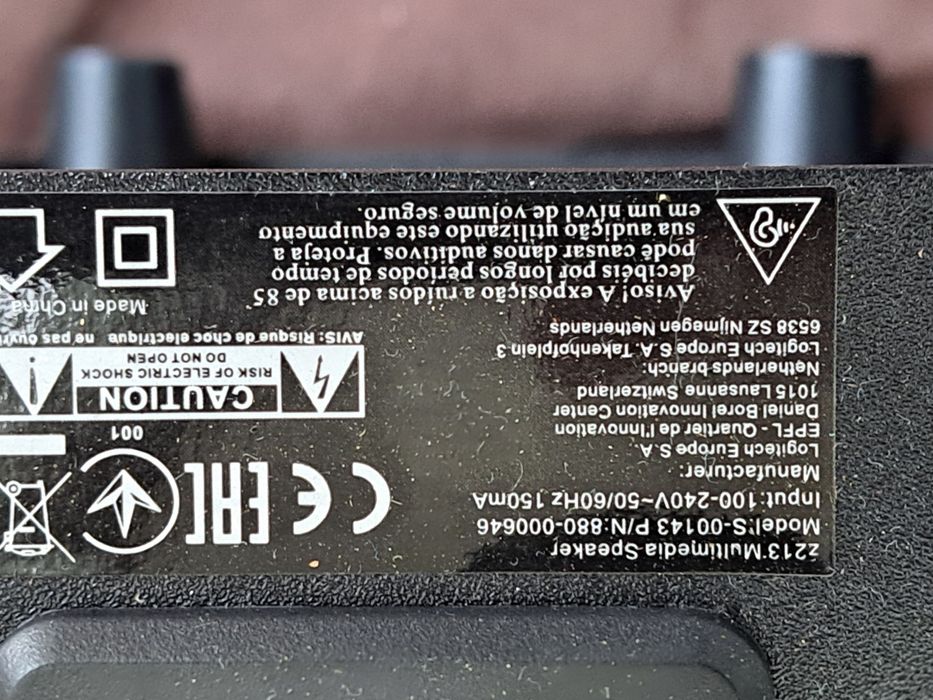 z213 Multimedia Speaker
Model:S-00143 P/N:880-000646
Input:100-240V~50/60Hz 150mA
Manufacturer:
Logitech Europe S.A.
EPFL - Quartier de l'Innovation
Daniel Borel Innovation Center
1015 Lausanne Switzerland
Netherlands branch:
Logitech Europe S.A. Takenhofplein 3
6538 SZ Nijmegen Netherlands
CE EAC
001
CAUTION
RISK OF ELECTRIC SHOCK
DO NOT OPEN
AVIS: Risque de choc electrique ne pas ouvrir
Made in China
Aviso! A exposição a ruídos acima de 85
decibéis por longos períodos de tempo
pode causar danos auditivos. Proteja a
sua audição utilizando este equipmento
em um nível de volume seguro.